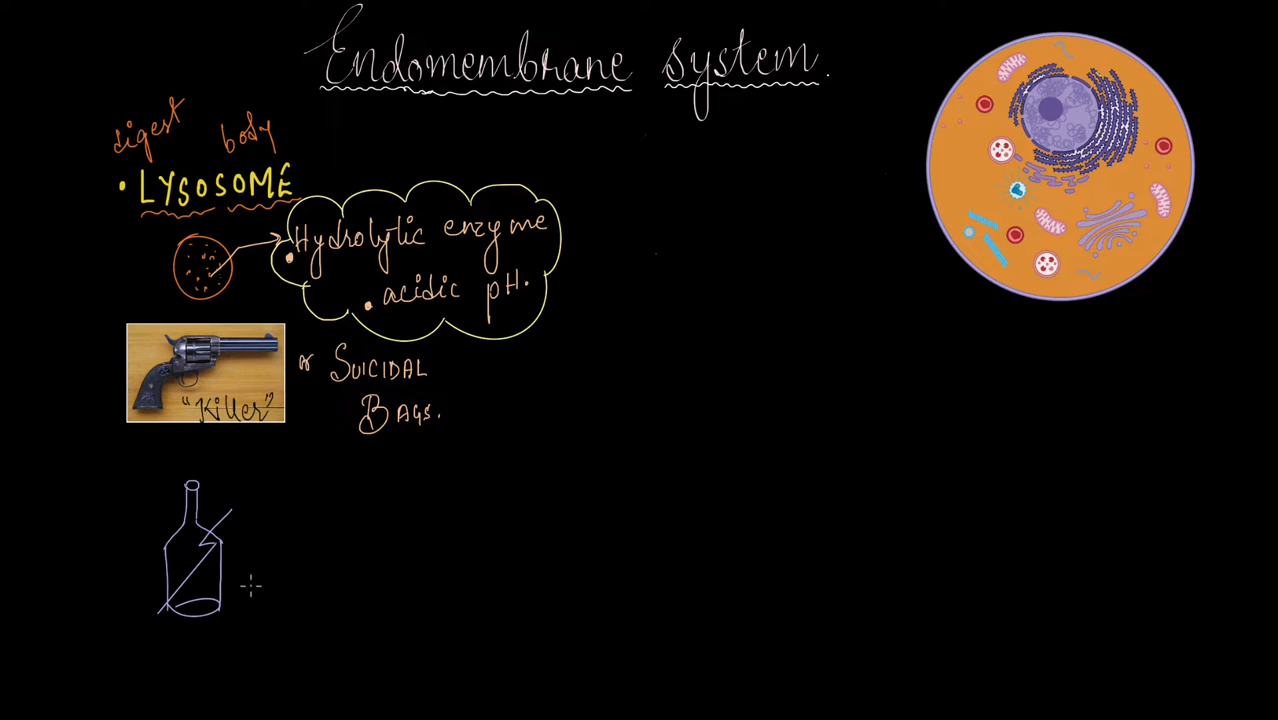 Endomembrane system.
digest body
• LYSOSOME
• Hydrolytic enzyme
• acidic pH.
"Killer"
or SUICIDAL
BAGS.